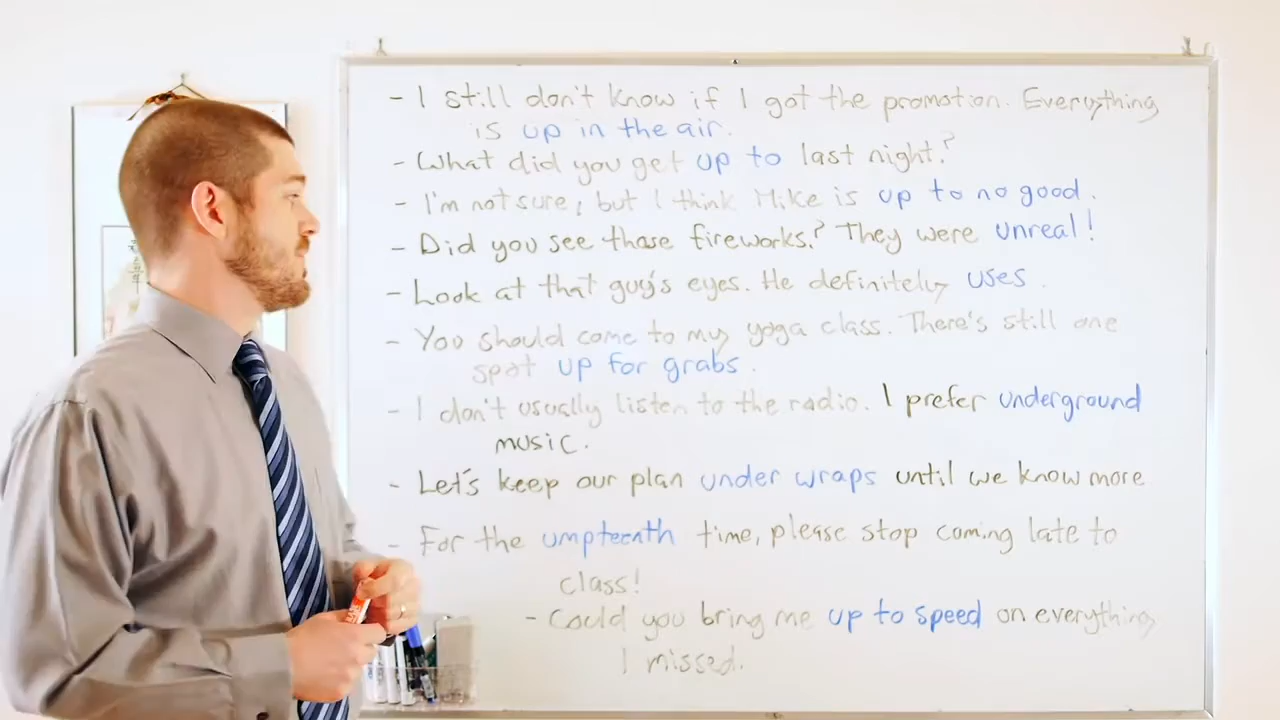 - I still don't know if I got the promotion. Everything
is up in the air.
- What did you get up to last night?
- I'm not sure, but I think Mike is up to no good.
- Did you see those fireworks? They were unreal!
- Look at that guy's eyes. He definitely uses.
- You should come to my yoga class. There's still one
spot up for grabs.
- I don't usually listen to the radio. I prefer underground
music.
- Let's keep our plan under wraps until we know more
- For the umpteenth time, please stop coming late to
class!
- Could you bring me up to speed on everything
I missed.